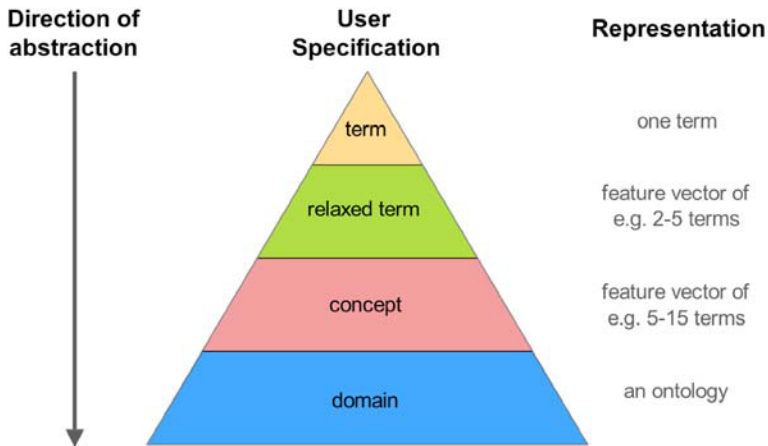 Direction of
abstraction
User
Specification
Representation
term
one term
relaxed term
feature vector of
e.g. 2-5 terms
concept
feature vector of
e.g. 5-15 terms
domain
an ontology